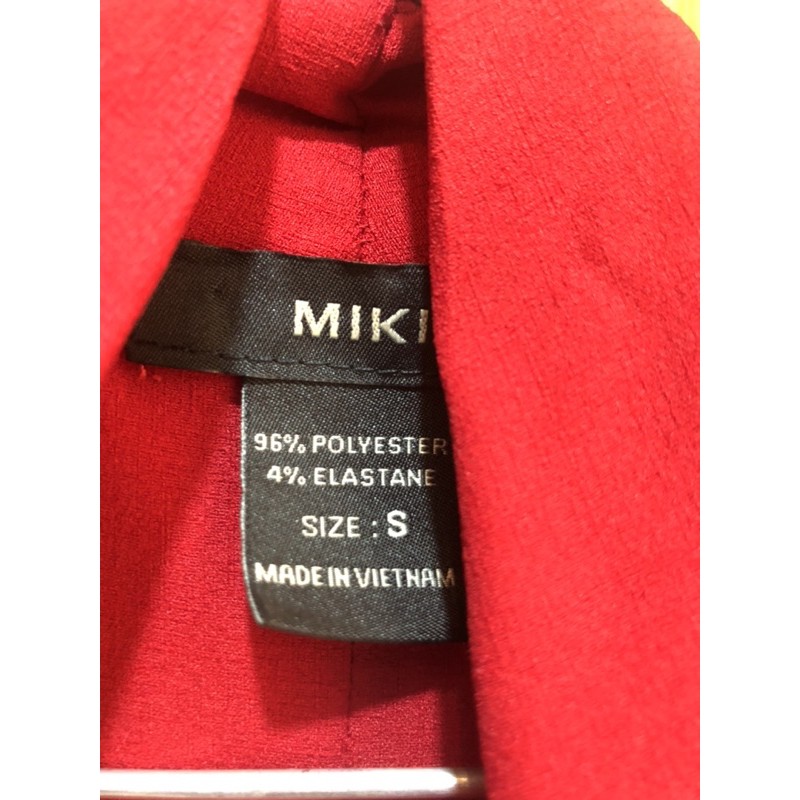 MIKI
96% POLYESTER
4% ELASTANE
SIZE : S
MADE IN VIETNAM